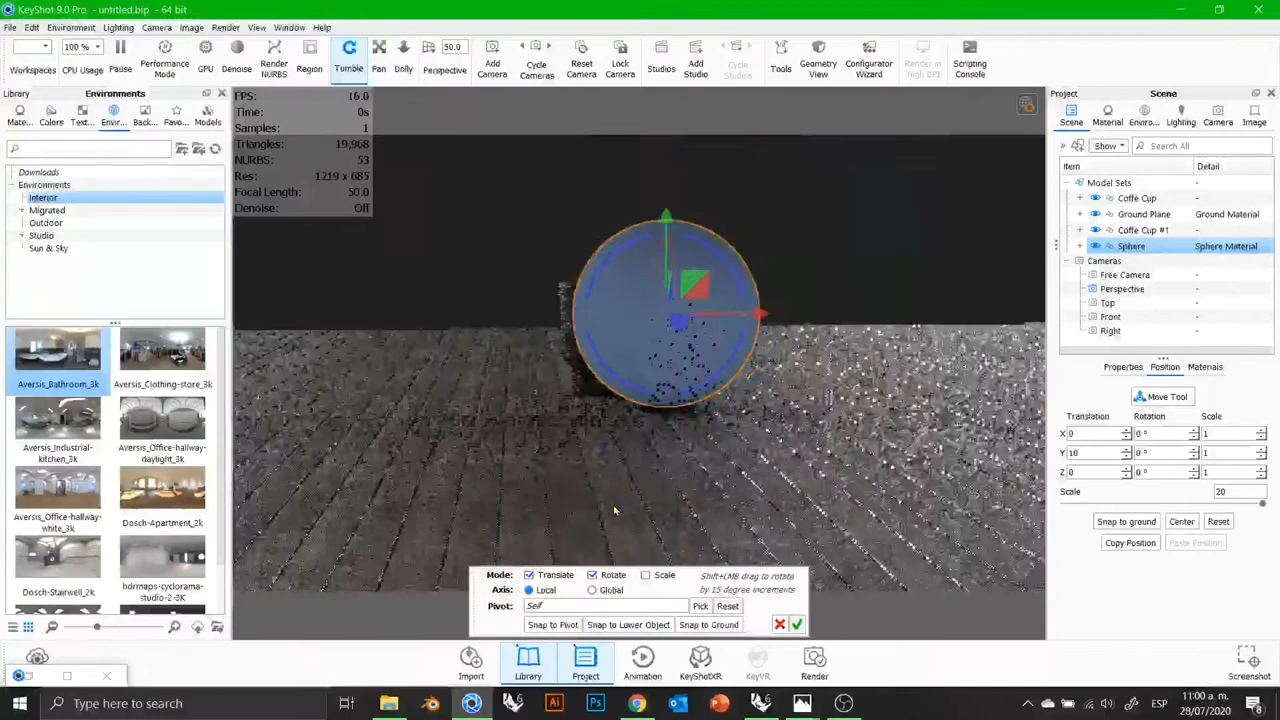 KeyShot 9.0 Pro - untitled.bip - 64 bit
File Edit Environment Lighting Camera Image Render View Window Help
Workspaces 100 % CPU Usage Pause Performance Mode GPU Denoise Render NURBS Region Tumble Pan Dolly 50.0 Perspective Add Camera Cycle Cameras Reset Camera Lock Camera Studios Add Studio Cycle Studios Tools Geometry View Configurator Wizard Render in High DPI Scripting Console
Library Environments
Mate... Colors Text... Envir... Back... Favo... Models
Downloads
Environments
Interior
Migrated
Outdoor
Studio
Sun & Sky
Aversis_Bathroom_3k Aversis_Clothing-store_3k
Aversis_Industrial-kitchen_3k Aversis_Office-hallway-daylight_3k
Aversis_Office-hallway-white_3k Dosch-Apartment_2k
Dosch-Stairwell_2k hdrmaps-cyclorama-studio-2-3K
FPS: 16.0
Time: 0s
Samples: 1
Triangles: 19,968
NURBS: 53
Res: 1219 x 685
Focal Length: 50.0
Denoise: Off
Mode: Translate Rotate Scale Shift+LMB drag to rotate by 15 degree increments
Axis: Local Global
Pivot: Self Pick Reset
Snap to Pivot Snap to Lower Object Snap to Ground
Project Scene
Scene Material Enviro... Lighting Camera Image
Show Search All
Item Detail
Model Sets -
Coffe Cup -
Ground Plane Ground Material
Coffe Cup #1 -
Sphere Sphere Material
Cameras -
Free Camera -
Perspective -
Top -
Front -
Right -
Properties Position Materials
Move Tool
Translation Rotation Scale
X 0 0 ° 1
Y 10 0 ° 1
Z 0 0 ° 1
Scale 20
Snap to ground Center Reset
Copy Position Paste Position
Import Library Project Animation KeyShotXR KeyVR Render Screenshot
Type here to search
ESP 11:00 a. m. 28/07/2020 8